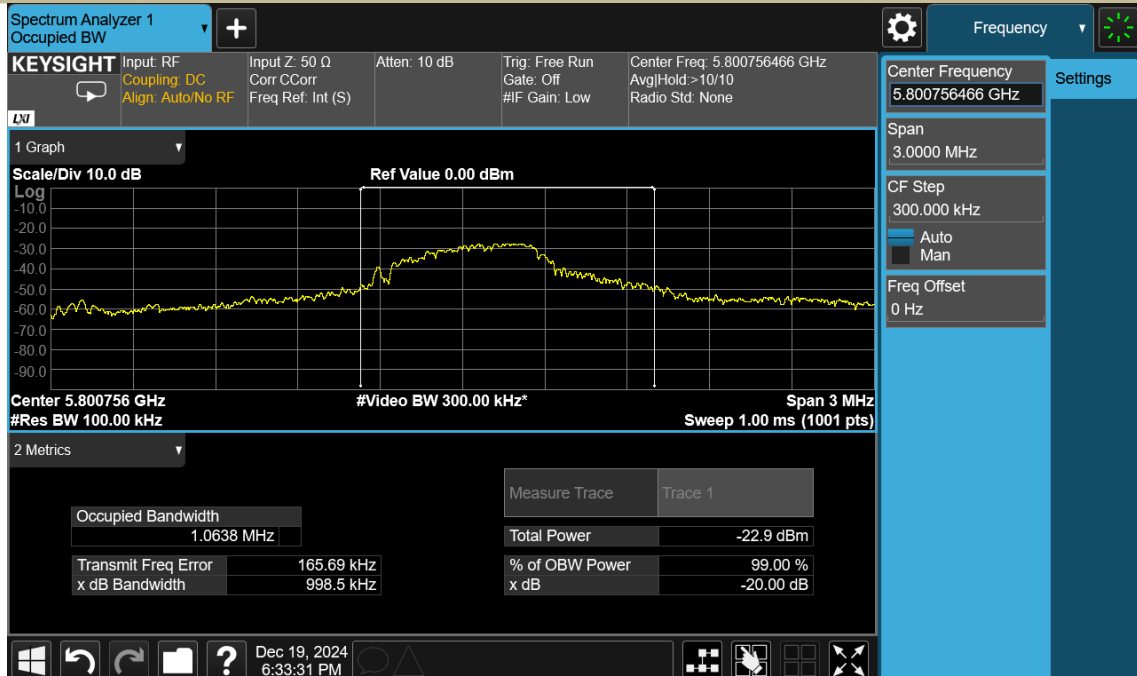 Spectrum Analyzer 1
Occupied BW
+
Frequency
KEYSIGHT
LXI
Input: RF
Coupling: DC
Align: Auto/No RF
Input Z: 50 Ω
Corr CCorr
Freq Ref: Int (S)
Atten: 10 dB
Trig: Free Run
Gate: Off
#IF Gain: Low
Center Freq: 5.800756466 GHz
Avg|Hold:>10/10
Radio Std: None
Center Frequency
5.800756466 GHz
Settings
Span
3.0000 MHz
CF Step
300.000 kHz
Auto
Man
Freq Offset
0 Hz
1 Graph
Scale/Div 10.0 dB
Ref Value 0.00 dBm
Log
-10.0
-20.0
-30.0
-40.0
-50.0
-60.0
-70.0
-80.0
-90.0
Center 5.800756 GHz
#Video BW 300.00 kHz*
Span 3 MHz
#Res BW 100.00 kHz
Sweep 1.00 ms (1001 pts)
2 Metrics
Measure Trace Trace 1
Occupied Bandwidth
1.0638 MHz
Total Power -22.9 dBm
Transmit Freq Error 165.69 kHz
% of OBW Power 99.00 %
x dB Bandwidth 998.5 kHz
x dB -20.00 dB
?
Dec 19, 2024
6:33:31 PM